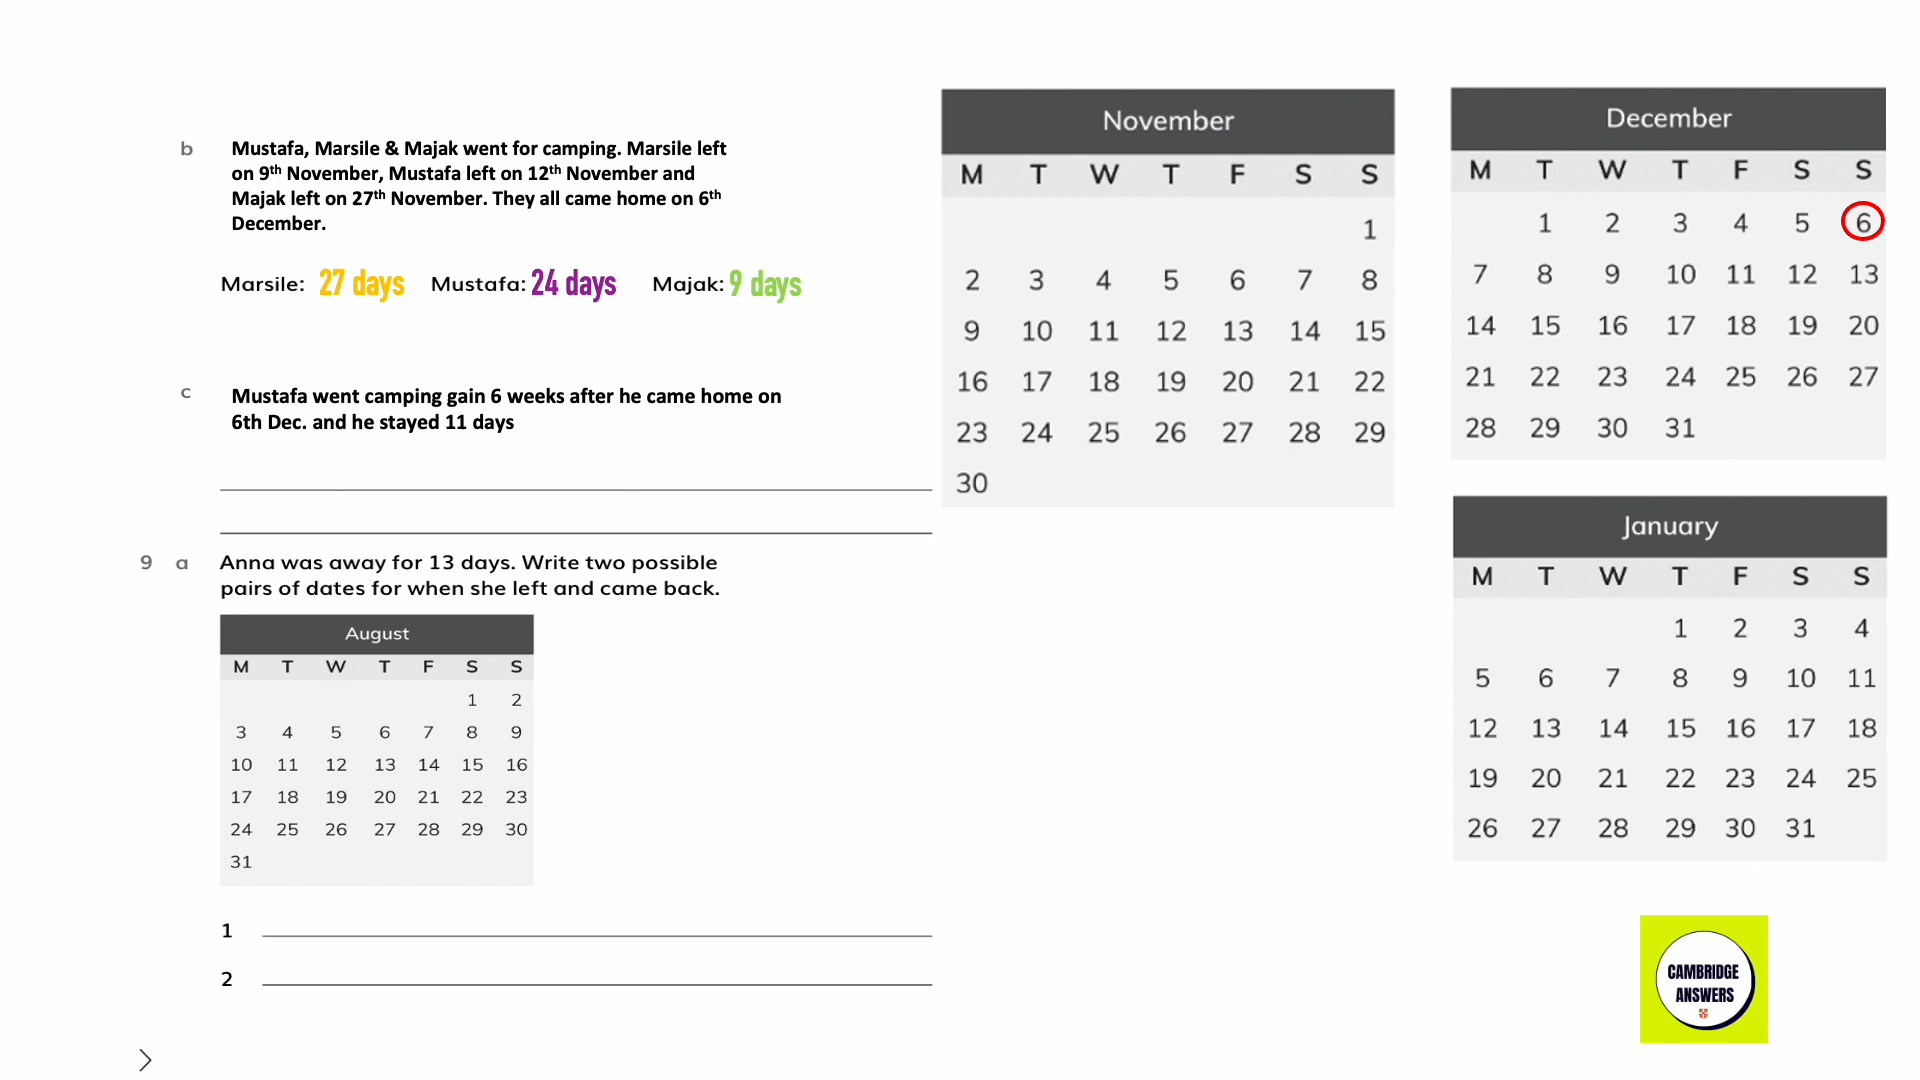 b Mustafa, Marsile & Majak went for camping. Marsile left
on 9th November, Mustafa left on 12th November and
Majak left on 27th November. They all came home on 6th
December.
Marsile: 27 days Mustafa: 24 days Majak: 9 days
c Mustafa went camping gain 6 weeks after he came home on
6th Dec. and he stayed 11 days
9 a Anna was away for 13 days. Write two possible
pairs of dates for when she left and came back.
August
M T W T F S S
1 2
3 4 5 6 7 8 9
10 11 12 13 14 15 16
17 18 19 20 21 22 23
24 25 26 27 28 29 30
31
1
2
November
M T W T F S S
1
2 3 4 5 6 7 8
9 10 11 12 13 14 15
16 17 18 19 20 21 22
23 24 25 26 27 28 29
30
December
M T W T F S S
1 2 3 4 5 6
7 8 9 10 11 12 13
14 15 16 17 18 19 20
21 22 23 24 25 26 27
28 29 30 31
January
M T W T F S S
1 2 3 4
5 6 7 8 9 10 11
12 13 14 15 16 17 18
19 20 21 22 23 24 25
26 27 28 29 30 31
CAMBRIDGE
ANSWERS